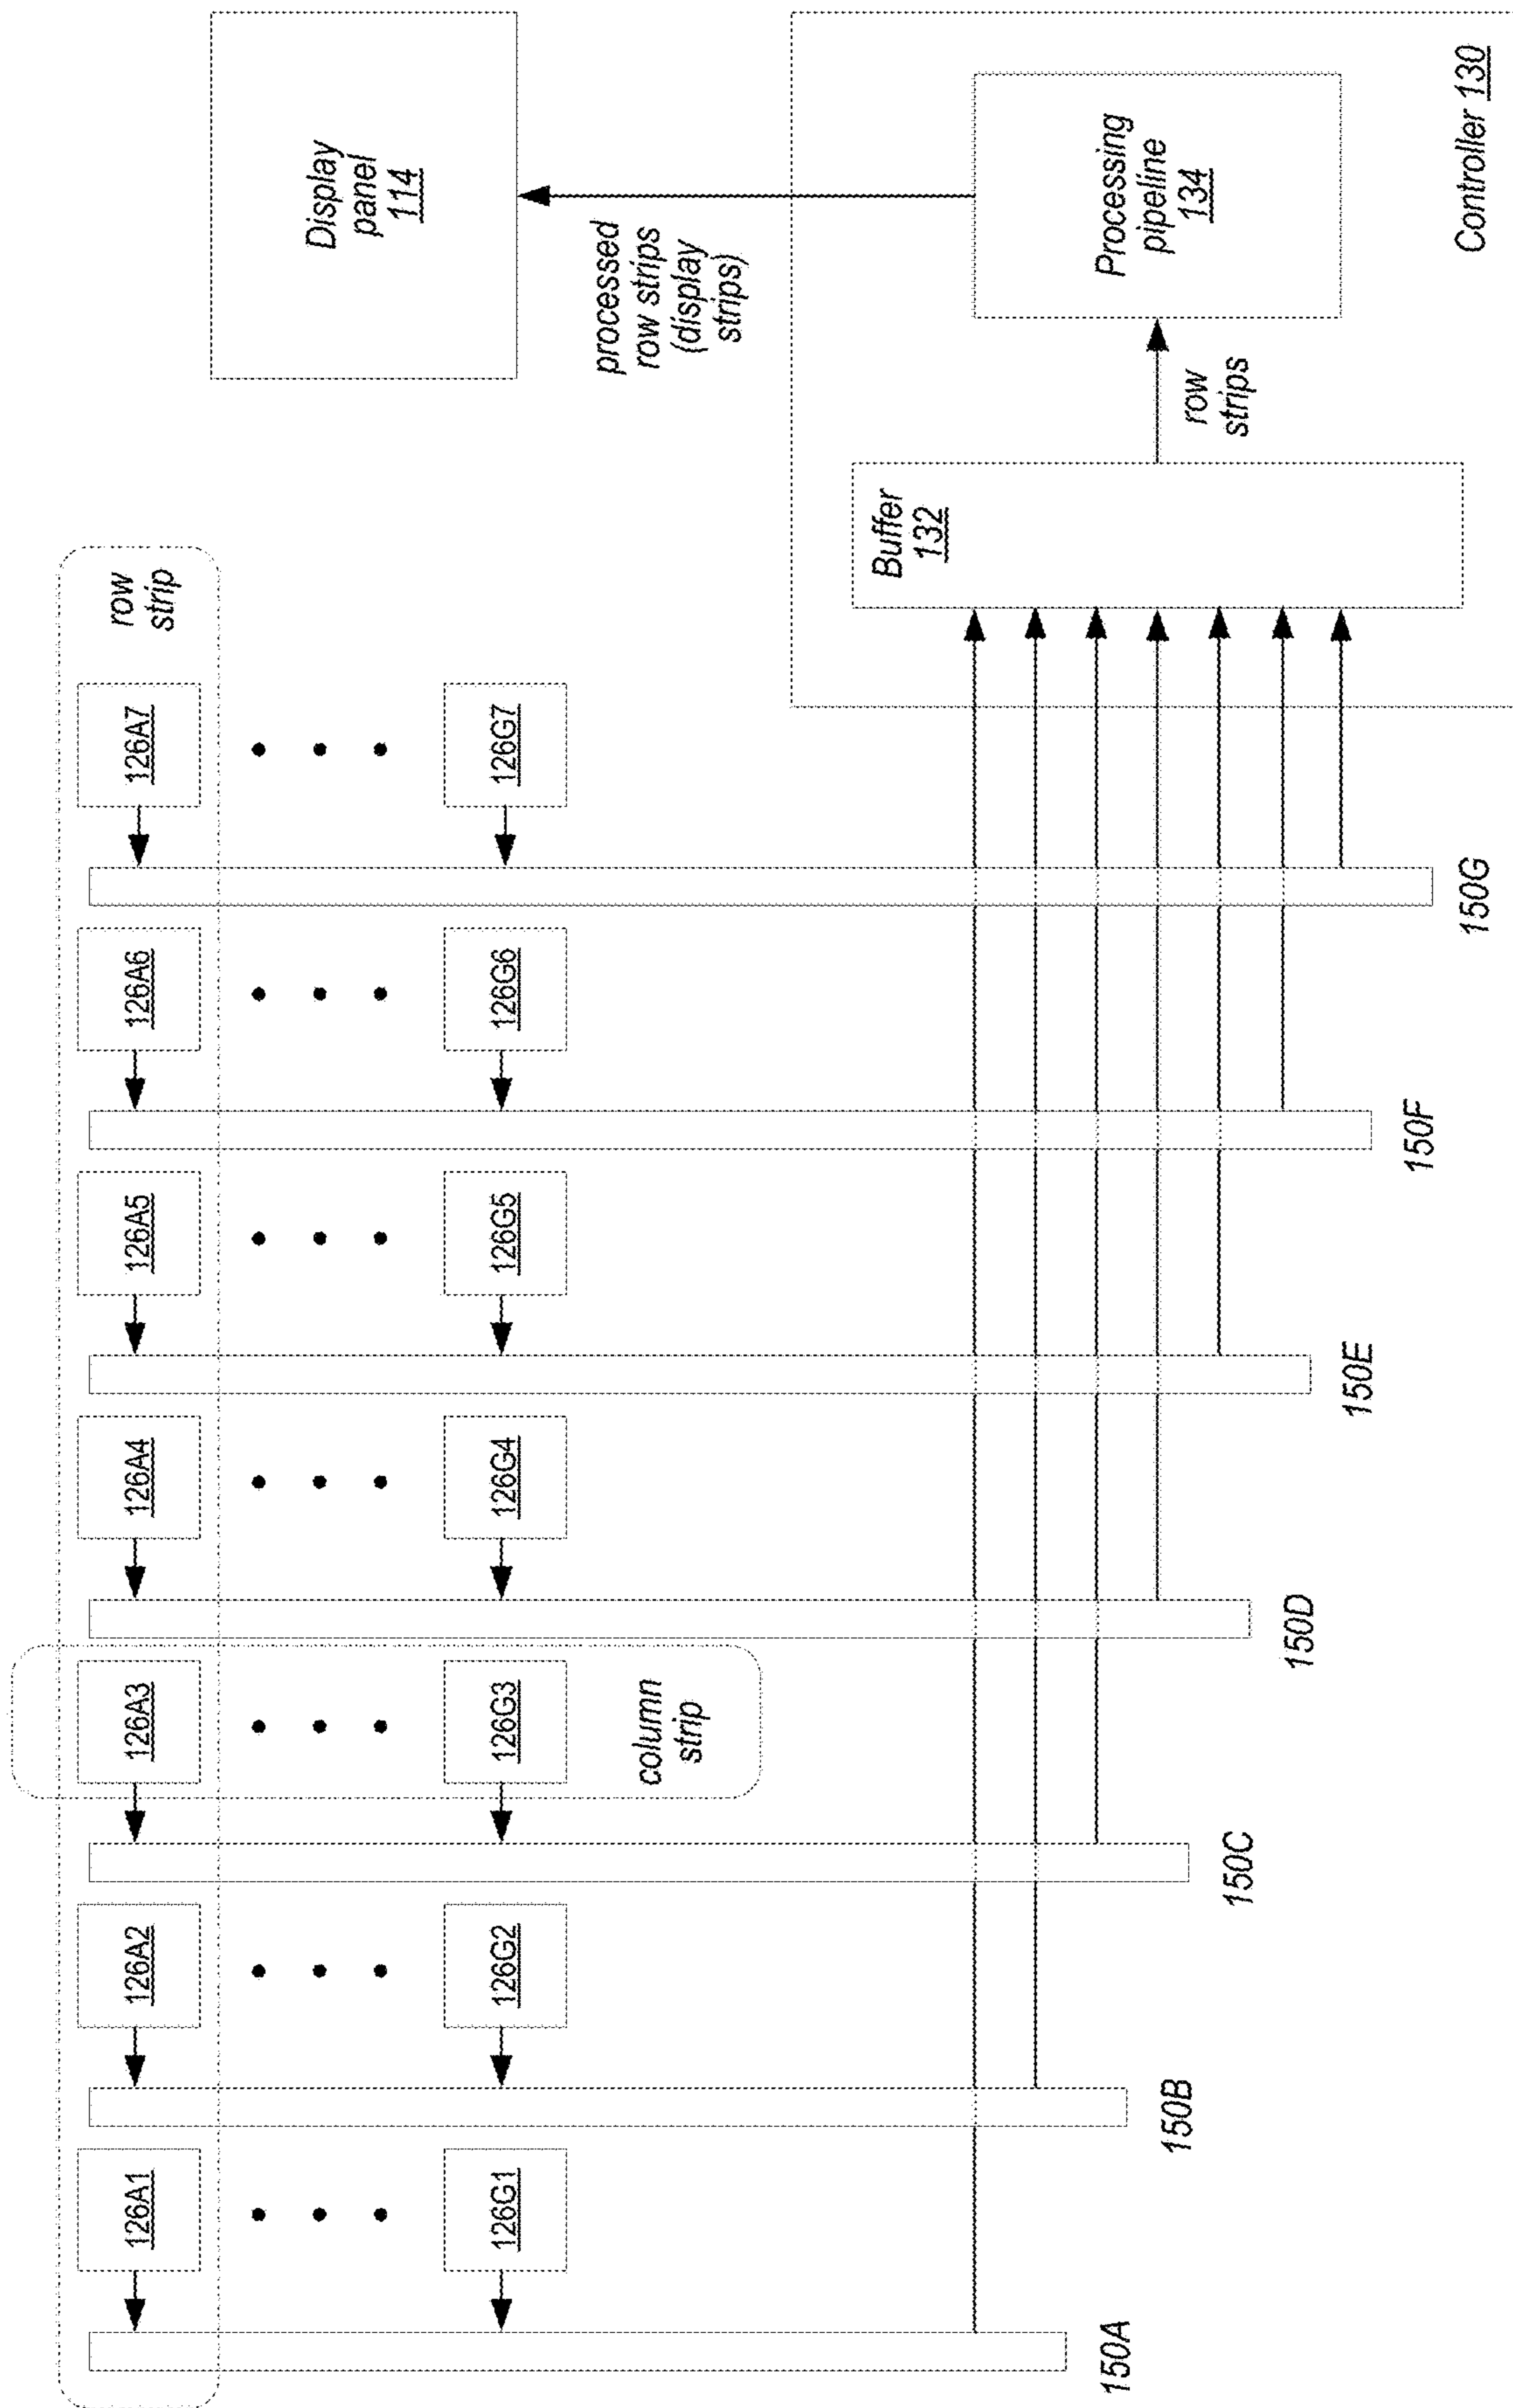 row
strip
126A1
126A2
126A3
126A4
126A5
126A6
126A7
126G1
126G2
126G3
126G4
126G5
126G6
126G7
column
strip
150A
150B
150C
150D
150E
150F
150G
Display
panel
114
processed
row strips
(display
strips)
Buffer
132
row
strips
Processing
pipeline
134
Controller 130